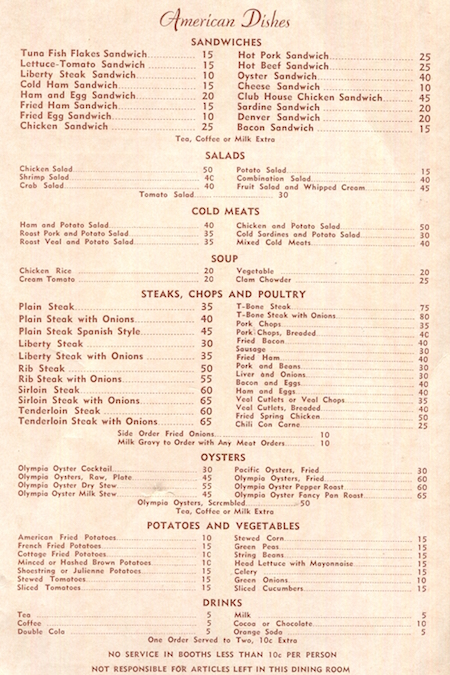 American Dishes
SANDWICHES
Tuna Fish Flakes Sandwich 15
Lettuce-Tomato Sandwich 15
Liberty Steak Sandwich 10
Cold Ham Sandwich 15
Ham and Egg Sandwich 20
Fried Ham Sandwich 15
Fried Egg Sandwich 10
Chicken Sandwich 25
Hot Pork Sandwich 25
Hot Beef Sandwich 25
Oyster Sandwich 40
Cheese Sandwich 10
Club House Chicken Sandwich 45
Sardine Sandwich 20
Denver Sandwich 20
Bacon Sandwich 15
Tea, Coffee or Milk Extra
SALADS
Chicken Salad 50
Shrimp Salad 40
Crab Salad 40
Potato Salad 15
Combination Salad 40
Fruit Salad and Whipped Cream 45
Tomato Salad 30
COLD MEATS
Ham and Potato Salad 40
Roast Pork and Potato Salad 35
Roast Veal and Potato Salad 35
Chicken and Potato Salad 50
Cold Sardines and Potato Salad 30
Mixed Cold Meats 40
SOUP
Chicken Rice 20
Cream Tomato 20
Vegetable 20
Clam Chowder 25
STEAKS, CHOPS AND POULTRY
Plain Steak 35
Plain Steak with Onions 40
Plain Steak Spanish Style 45
Liberty Steak 30
Liberty Steak with Onions 35
Rib Steak 50
Rib Steak with Onions 55
Sirloin Steak 60
Sirloin Steak with Onions 65
Tenderloin Steak 60
Tenderloin Steak with Onions 65
T-Bone Steak 75
T-Bone Steak with Onions 80
Pork Chops 35
Pork Chops, Breaded 40
Fried Bacon 40
Sausage 30
Fried Ham 40
Pork and Beans 30
Liver and Onions 30
Bacon and Eggs 40
Ham and Eggs 40
Veal Cutlets or Veal Chops 35
Veal Cutlets, Breaded 40
Fried Spring Chicken 50
Chili Con Carne 25
Side Order Fried Onions 10
Milk Gravy to Order with Any Meat Orders 10
OYSTERS
Olympia Oyster Cocktail 30
Olympia Oysters, Raw, Plate 45
Olympia Oyster Dry Stew 55
Olympia Oyster Milk Stew 45
Pacific Oysters, Fried 30
Olympia Oysters, Fried 60
Olympia Oyster Pepper Roast 60
Olympia Oyster Fancy Pan Roast 65
Olympia Oysters, Scrembled 50
Tea, Coffee or Milk Extra
POTATOES AND VEGETABLES
American Fried Potatoes 10
French Fried Potatoes 15
Cottage Fried Potatoes 10
Minced or Hashed Brown Potatoes 10
Shoestring or Julienne Potatoes 15
Stewed Tomatoes 15
Sliced Tomatoes 15
Stewed Corn 15
Green Peas 15
String Beans 15
Head Lettuce with Mayonnaise 15
Celery 15
Green Onions 10
Sliced Cucumbers 15
DRINKS
Tea 5
Coffee 5
Double Cola 5
Milk 5
Cocoa or Chocolate 10
Orange Soda 5
One Order Served to Two, 10c Extra
NO SERVICE IN BOOTHS LESS THAN 10c PER PERSON
NOT RESPONSIBLE FOR ARTICLES LEFT IN THIS DINING ROOM